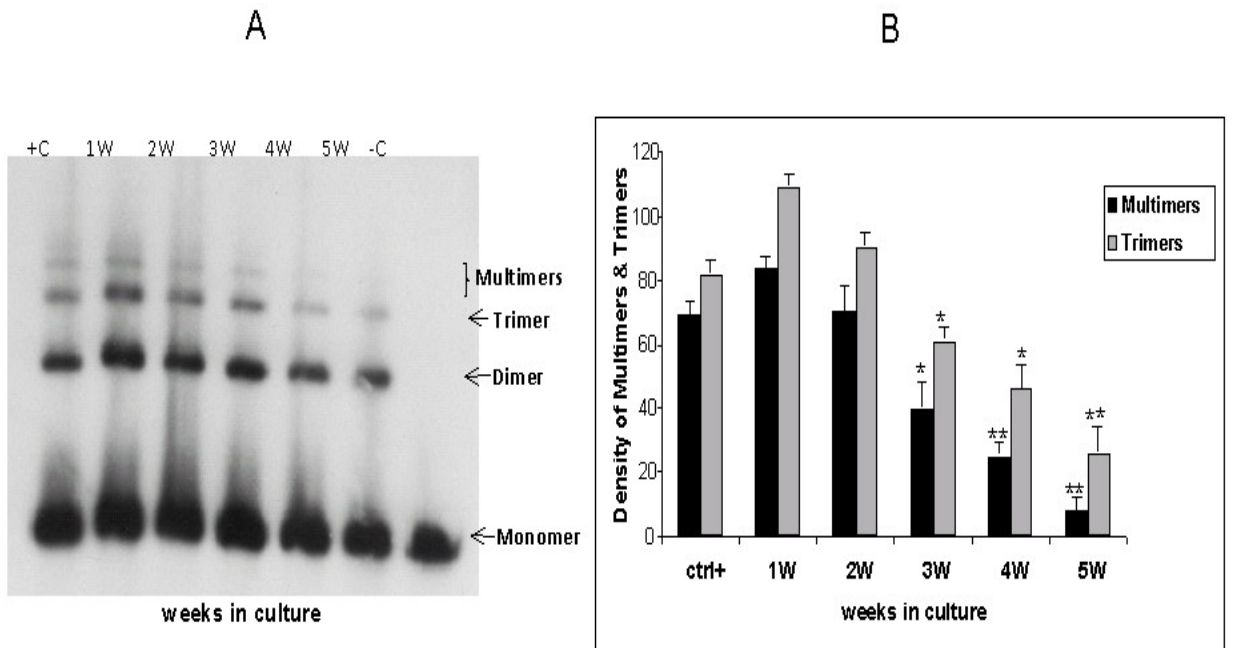 A
+C 1W 2W 3W 4W 5W -C
Multimers
Trimer
Dimer
Monomer
weeks in culture
B
Density of Multimers & Trimers
120
100
80
60
40
20
0
Multimers
Trimers
* *
** *
** **
ctrl+ 1W 2W 3W 4W 5W
weeks in culture